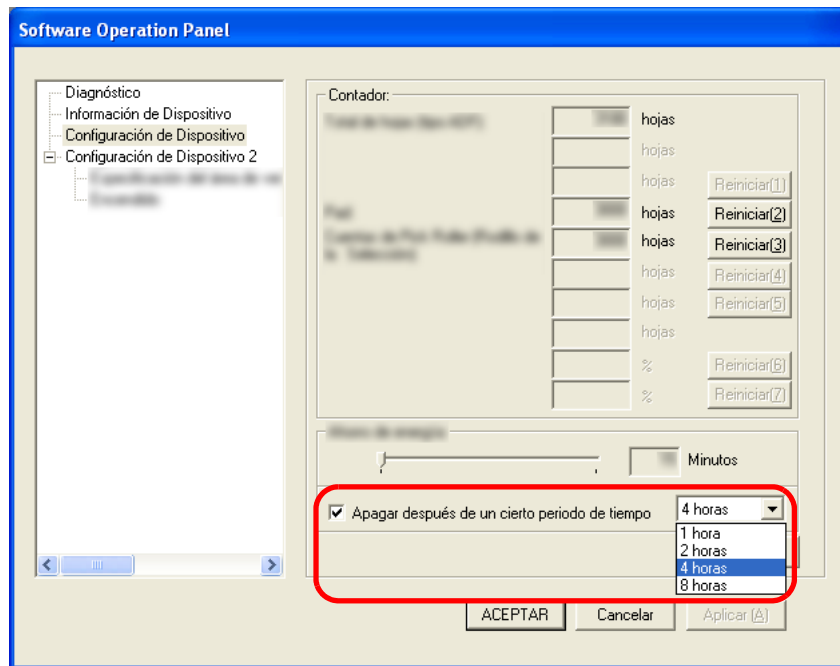 Software Operation Panel
Diagnóstico
Información de Dispositivo
Configuración de Dispositivo
Configuración de Dispositivo 2
Contador:
hojas
hojas
hojas Reiniciar(1)
hojas Reiniciar(2)
hojas Reiniciar(3)
hojas Reiniciar(4)
hojas Reiniciar(5)
hojas
% Reiniciar(6)
% Reiniciar(7)
Minutos
Apagar después de un cierto periodo de tiempo 4 horas
1 hora
2 horas
4 horas
8 horas
ACEPTAR Cancelar Aplicar (A)